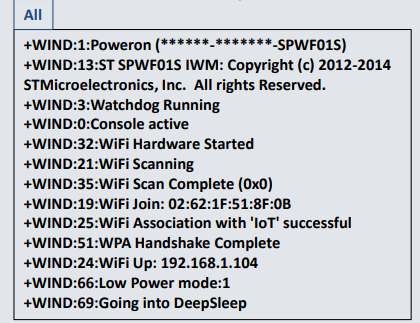 All
+WIND:1:Poweron (******-*******-SPWF01S)
+WIND:13:ST SPWF01S IWM: Copyright (c) 2012-2014
STMicroelectronics, Inc.  All rights Reserved.
+WIND:3:Watchdog Running
+WIND:0:Console active
+WIND:32:WiFi Hardware Started
+WIND:21:WiFi Scanning
+WIND:35:WiFi Scan Complete (0x0)
+WIND:19:WiFi Join: 02:62:1F:51:8F:0B
+WIND:25:WiFi Association with 'IoT' successful
+WIND:51:WPA Handshake Complete
+WIND:24:WiFi Up: 192.168.1.104
+WIND:66:Low Power mode:1
+WIND:69:Going into DeepSleep